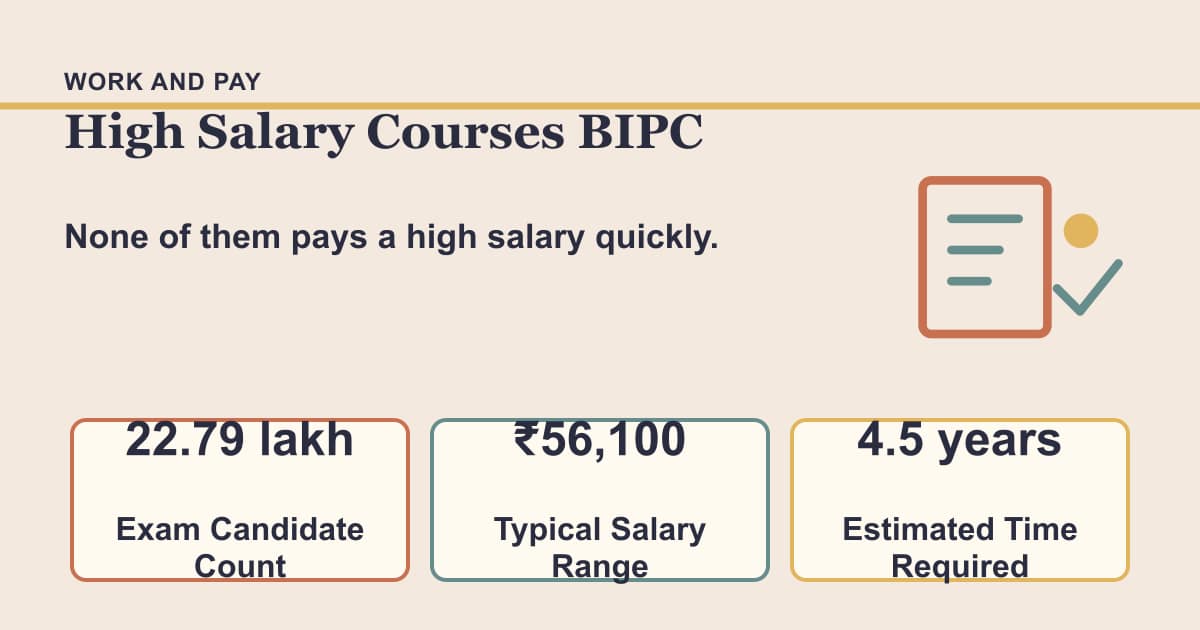 WORK AND PAY
High Salary Courses BIPC
None of them pays a high salary quickly.
22.79 lakh
Exam Candidate
Count
₹56,100
Typical Salary
Range
4.5 years
Estimated Time
Required